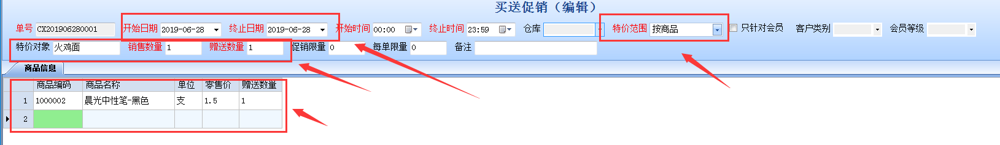 买送促销（编辑）
单号 CX201906280001 开始日期 2019-06-28 终止日期 2019-06-28 开始时间 00:00 终止时间 23:59 仓库 特价范围 按商品 只针对会员 客户类别 会员等级
特价对象 火鸡面 销售数量 1 赠送数量 1 促销限量 0 每单限量 0 备注
商品信息
商品编码 商品名称 单位 零售价 赠送数量
1 1000002 晨光中性笔-黑色 支 1.5 1
2